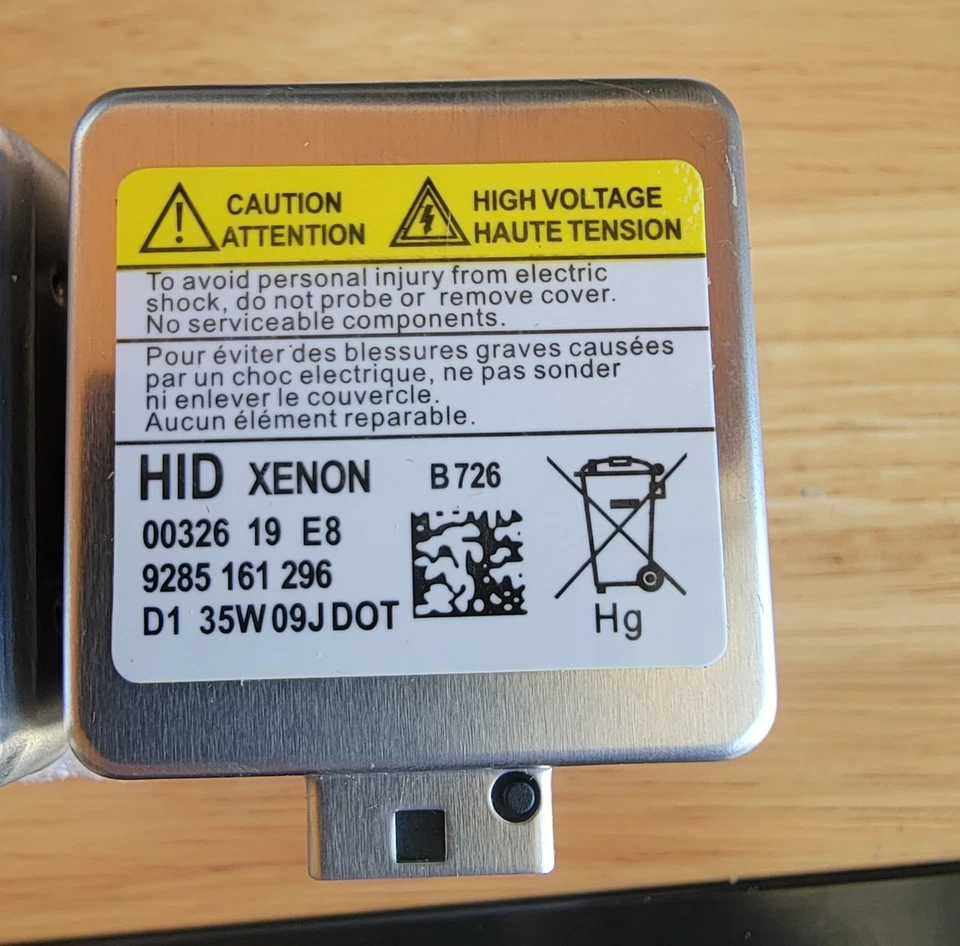 CAUTION
ATTENTION
HIGH VOLTAGE
HAUTE TENSION
To avoid personal injury from electric
shock, do not probe or remove cover.
No serviceable components.
Pour éviter des blessures graves causées
par un choc electrique, ne pas sonder
ni enlever le couvercle.
Aucun élément reparable.
HID XENON B726
00326 19 E8
9285 161 296
D1 35W 09J DOT
Hg